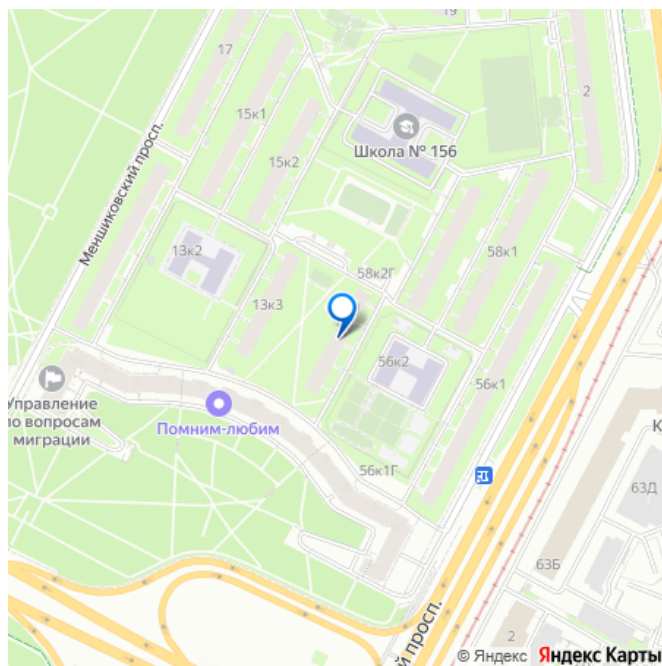 19
17
2
15к1
Школа № 156
15к2
Меншиковский просп.
13к2
58к1
58к2Г
13к3
56к2
56к1
Управление
по вопросам
миграции
Помним-любим
56к1Г
К
63Д
63Б
й просп.
2
© Яндекс Яндекс Карты